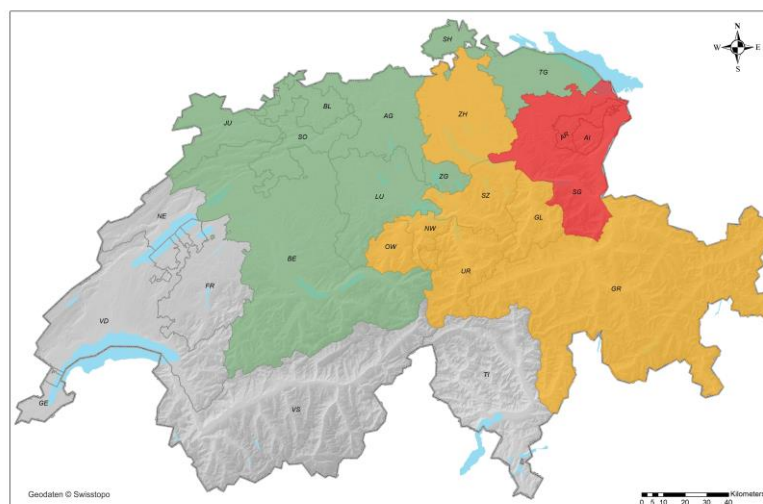 N
W E
S
SH
TG
BL
JU
AG
ZH
SO
AR
AI
ZG
LU
SZ
SG
NE
GL
NW
OW
BE
UR
FR
GR
VD
TI
GE
VS
Geodaten © Swisstopo
Kilometers
0 5 10 20 30 40